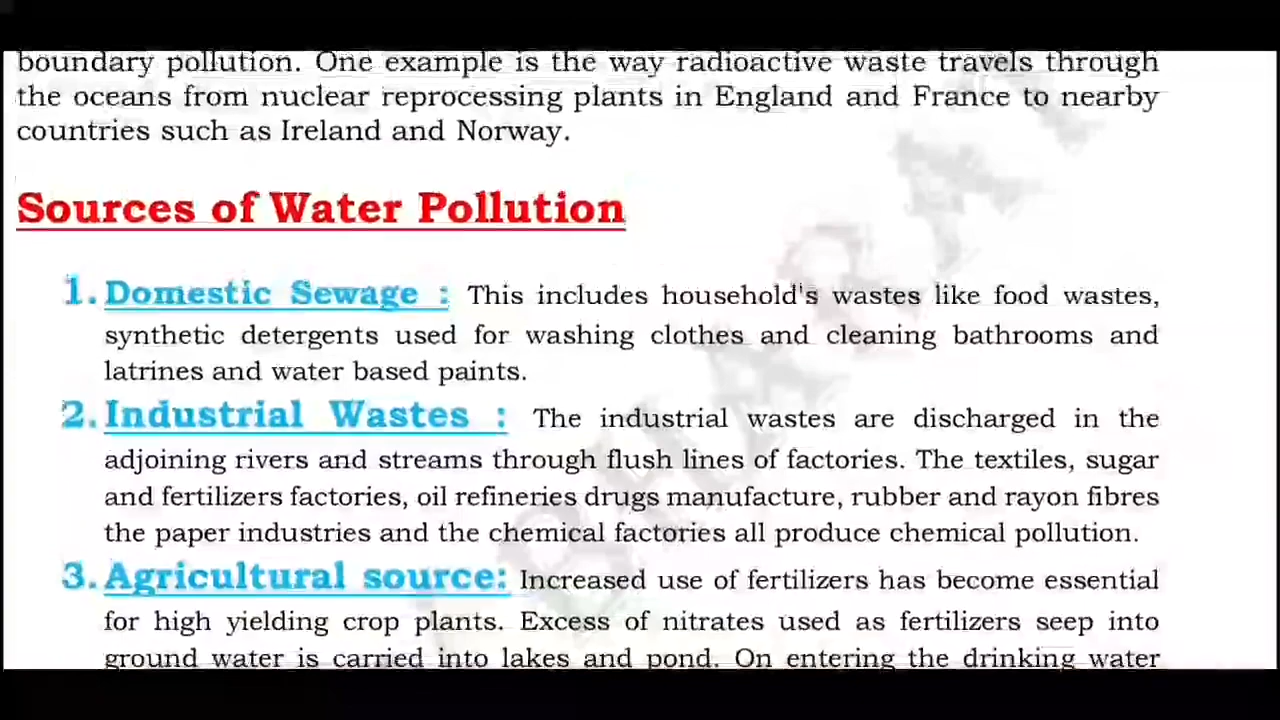 boundary pollution. One example is the way radioactive waste travels through
the oceans from nuclear reprocessing plants in England and France to nearby
countries such as Ireland and Norway.
Sources of Water Pollution
1. Domestic Sewage : This includes household's wastes like food wastes,
synthetic detergents used for washing clothes and cleaning bathrooms and
latrines and water based paints.
2. Industrial Wastes : The industrial wastes are discharged in the
adjoining rivers and streams through flush lines of factories. The textiles, sugar
and fertilizers factories, oil refineries drugs manufacture, rubber and rayon fibres
the paper industries and the chemical factories all produce chemical pollution.
3. Agricultural source: Increased use of fertilizers has become essential
for high yielding crop plants. Excess of nitrates used as fertilizers seep into
ground water is carried into lakes and pond. On entering the drinking water